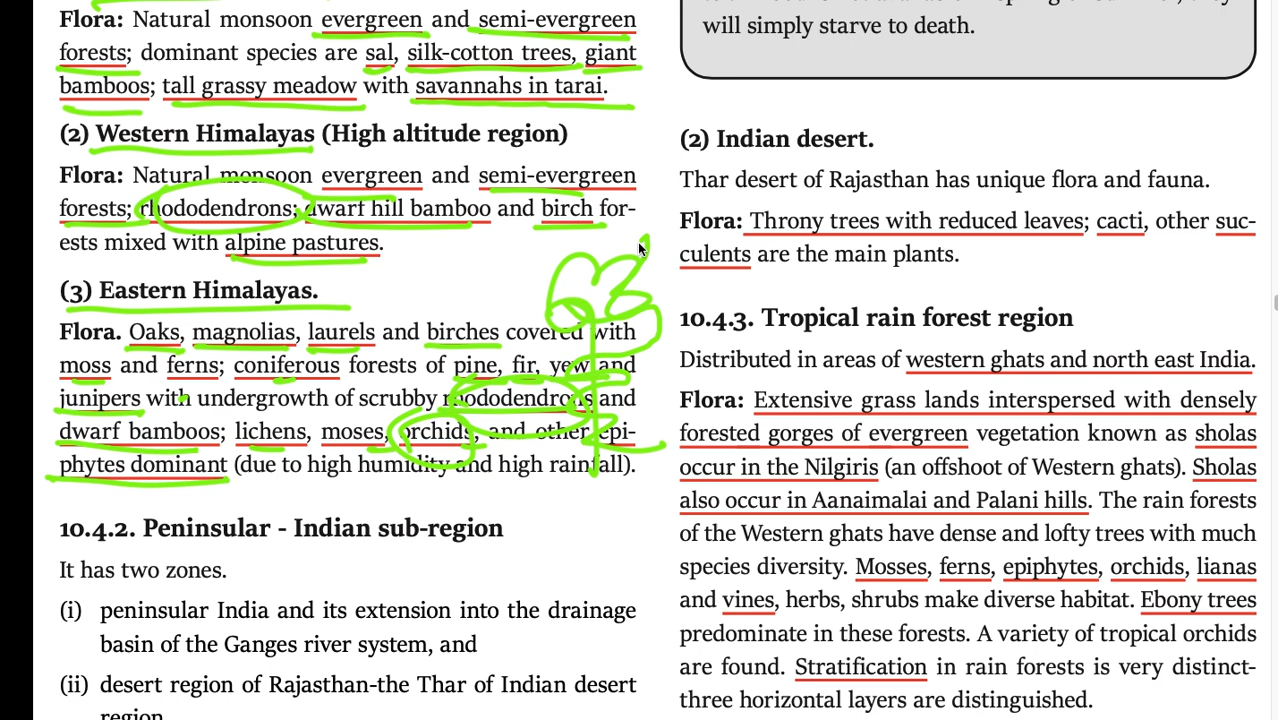 Flora: Natural monsoon evergreen and semi-evergreen
forests; dominant species are sal, silk-cotton trees, giant
bamboos; tall grassy meadow with savannahs in tarai.
(2) Western Himalayas (High altitude region)
Flora: Natural monsoon evergreen and semi-evergreen
forests; rhododendrons; dwarf hill bamboo and birch for-
ests mixed with alpine pastures.
(3) Eastern Himalayas.
Flora. Oaks, magnolias, laurels and birches covered with
moss and ferns; coniferous forests of pine, fir, yew and
junipers with undergrowth of scrubby rhododendrons and
dwarf bamboos; lichens, moses, orchids, and other epi-
phytes dominant (due to high humidity and high rainfall).
10.4.2. Peninsular - Indian sub-region
It has two zones.
(i) peninsular India and its extension into the drainage
basin of the Ganges river system, and
(ii) desert region of Rajasthan-the Thar of Indian desert
region
will simply starve to death.
(2) Indian desert.
Thar desert of Rajasthan has unique flora and fauna.
Flora: Throny trees with reduced leaves; cacti, other suc-
culents are the main plants.
10.4.3. Tropical rain forest region
Distributed in areas of western ghats and north east India.
Flora: Extensive grass lands interspersed with densely
forested gorges of evergreen vegetation known as sholas
occur in the Nilgiris (an offshoot of Western ghats). Sholas
also occur in Aanaimalai and Palani hills. The rain forests
of the Western ghats have dense and lofty trees with much
species diversity. Mosses, ferns, epiphytes, orchids, lianas
and vines, herbs, shrubs make diverse habitat. Ebony trees
predominate in these forests. A variety of tropical orchids
are found. Stratification in rain forests is very distinct-
three horizontal layers are distinguished.